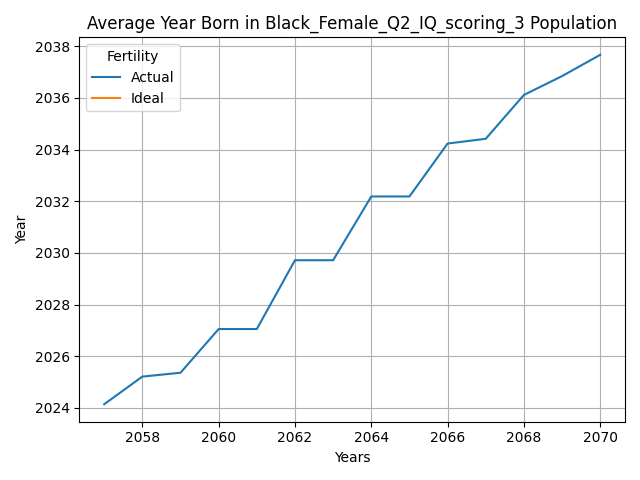 Average Year Born in Black_Female_Q2_IQ_scoring_3 Population
Fertility
Actual
Ideal
2038
2036
2034
2032
2030
2028
2026
2024
Year
2058 2060 2062 2064 2066 2068 2070
Years